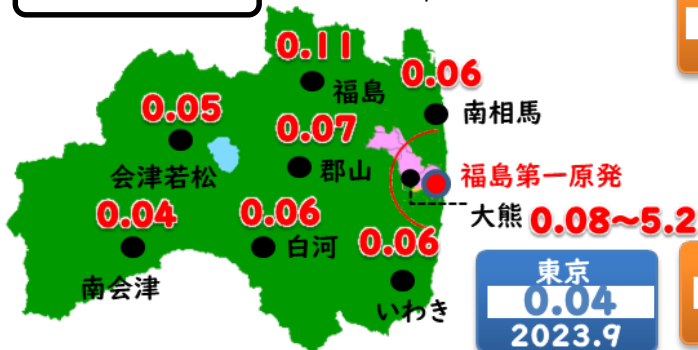 0.11
福島
0.06
南相馬
0.05
会津若松
0.07
郡山
福島第一原発
大熊 0.08～5.2
0.04
南会津
0.06
白河
0.06
いわき
東京
0.04
2023.9